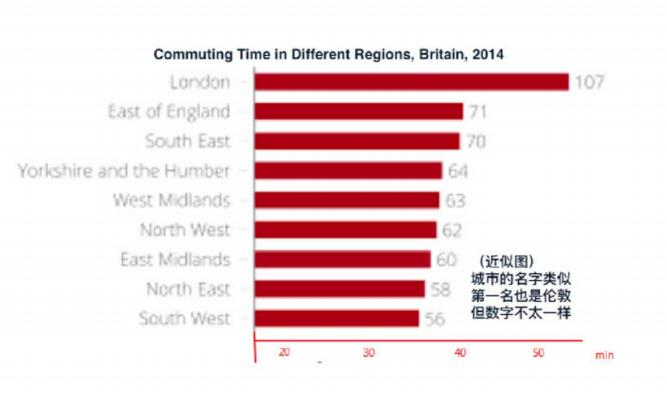 Commuting Time in Different Regions, Britain, 2014
London 107
East of England 71
South East 70
Yorkshire and the Humber 64
West Midlands 63
North West 62
East Midlands 60
North East 58
South West 56
（近似图）
城市的名字类似
第一名也是伦敦
但数字不太一样
20 30 40 50 min